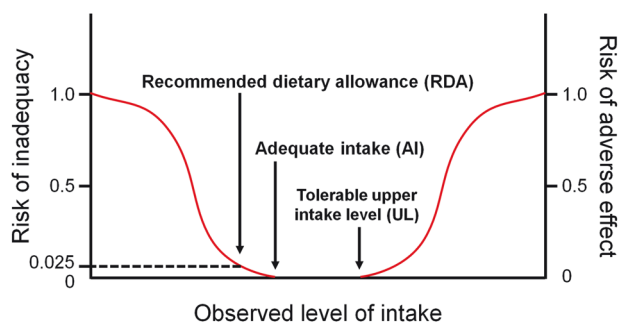 Risk of inadequacy
1.0
0.5
0.025
0
Recommended dietary allowance (RDA)
Adequate intake (AI)
Tolerable upper
intake level (UL)
1.0
0.5
0
Risk of adverse effect
Observed level of intake